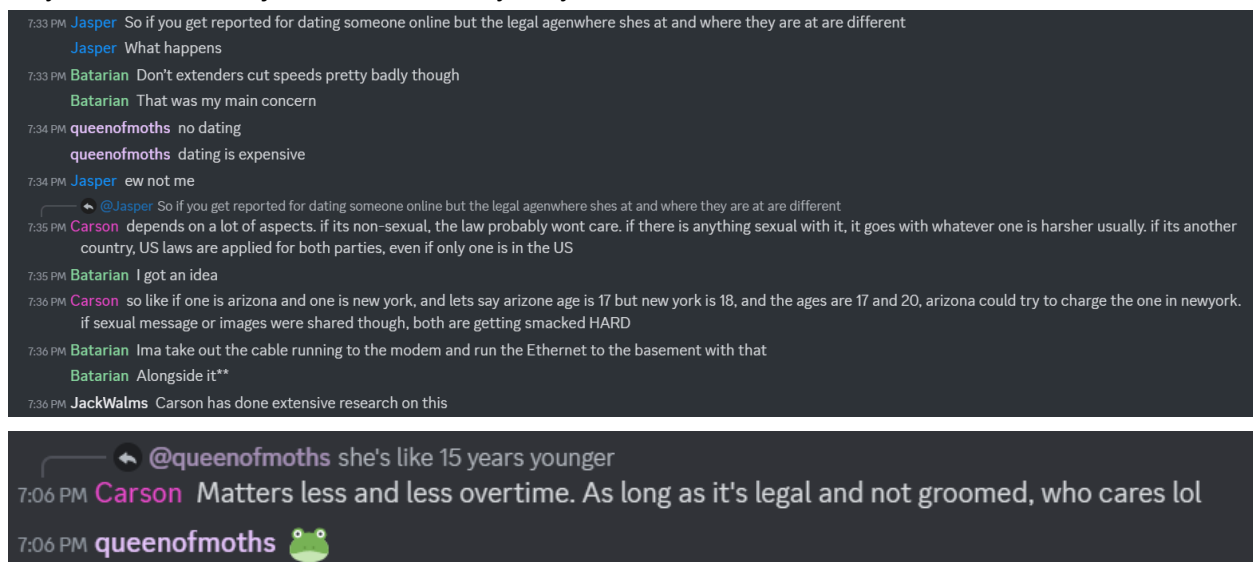 7:33 PM Jasper So if you get reported for dating someone online but the legal agenwhere shes at and where they are at are different
Jasper What happens
7:33 PM Batarian Don't extenders cut speeds pretty badly though
Batarian That was my main concern
7:34 PM queenofmoths no dating
queenofmoths dating is expensive
7:34 PM Jasper ew not me
@Jasper So if you get reported for dating someone online but the legal agenwhere shes at and where they are at are different
7:35 PM Carson depends on a lot of aspects. if its non-sexual, the law probably wont care. if there is anything sexual with it, it goes with whatever one is harsher usually. if its another
country, US laws are applied for both parties, even if only one is in the US
7:35 PM Batarian I got an idea
7:36 PM Carson so like if one is arizona and one is new york, and lets say arizone age is 17 but new york is 18, and the ages are 17 and 20, arizona could try to charge the one in newyork.
if sexual message or images were shared though, both are getting smacked HARD
7:36 PM Batarian Ima take out the cable running to the modem and run the Ethernet to the basement with that
Batarian Alongside it**
7:36 PM JackWalms Carson has done extensive research on this
@queenofmoths she's like 15 years younger
7:06 PM Carson Matters less and less overtime. As long as it's legal and not groomed, who cares lol
7:06 PM queenofmoths 🐸